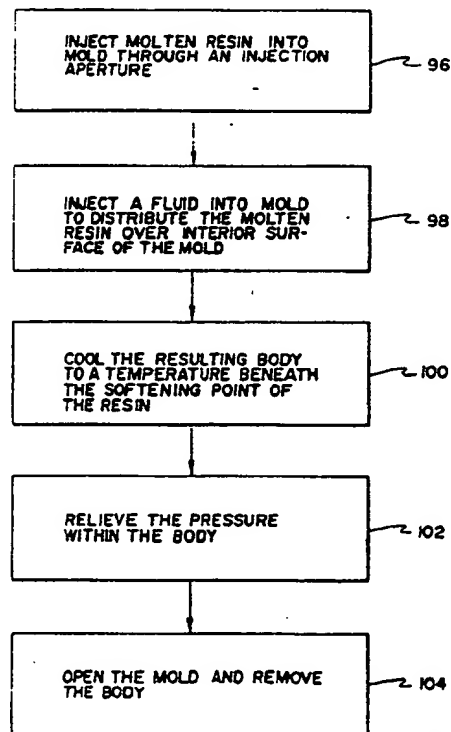 INJECT MOLTEN RESIN INTO
MOLD THROUGH AN INJECTION
APERTURE
96
INJECT A FLUID INTO MOLD
TO DISTRIBUTE THE MOLTEN
RESIN OVER INTERIOR SUR-
FACE OF THE MOLD
98
COOL THE RESULTING BODY
TO A TEMPERATURE BENEATH
THE SOFTENING POINT OF
THE RESIN
100
RELIEVE THE PRESSURE
WITHIN THE BODY
102
OPEN THE MOLD AND REMOVE
THE BODY
104